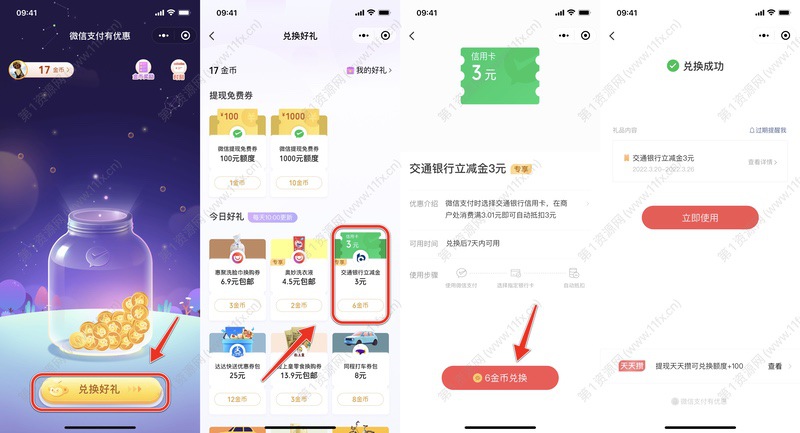 09:41
微信支付有优惠
17 金币
兑换好礼
09:41
兑换好礼
17 金币
我的好礼
提现免费券
¥100
微信提现免费券
100元额度
1金币
¥1000
微信提现免费券
1000元额度
10金币
今日好礼
每天10:00更新
惠聚洗脸巾换购券
6.9元包邮
3金币
专享
奥妙洗衣液
4.5元包邮
2金币
信用卡
3 元
交通银行立减金
3元
6金币
达达快送优惠券包
25元
12金币
13.9元包邮
3金币
同程打车券包
8元
8金币
09:41
信用卡
3 元
交通银行立减金3元
专享
优惠介绍
微信支付时选择交通银行信用卡，在商
户处消费满3.01元即可自动抵扣3元
可用时间
兑换后7天内可用
使用步骤
使用微信支付
选择指定银行卡
自动抵扣
6金币兑换
09:41
兑换成功
礼品内容
过期提醒我
交通银行立减金3元
2022.3.20—2022.3.26
查看详情
立即使用
天天攒
提现天天攒可兑换额度+100
查看
微信支付有优惠
第1资源网(www.11fx.cn)